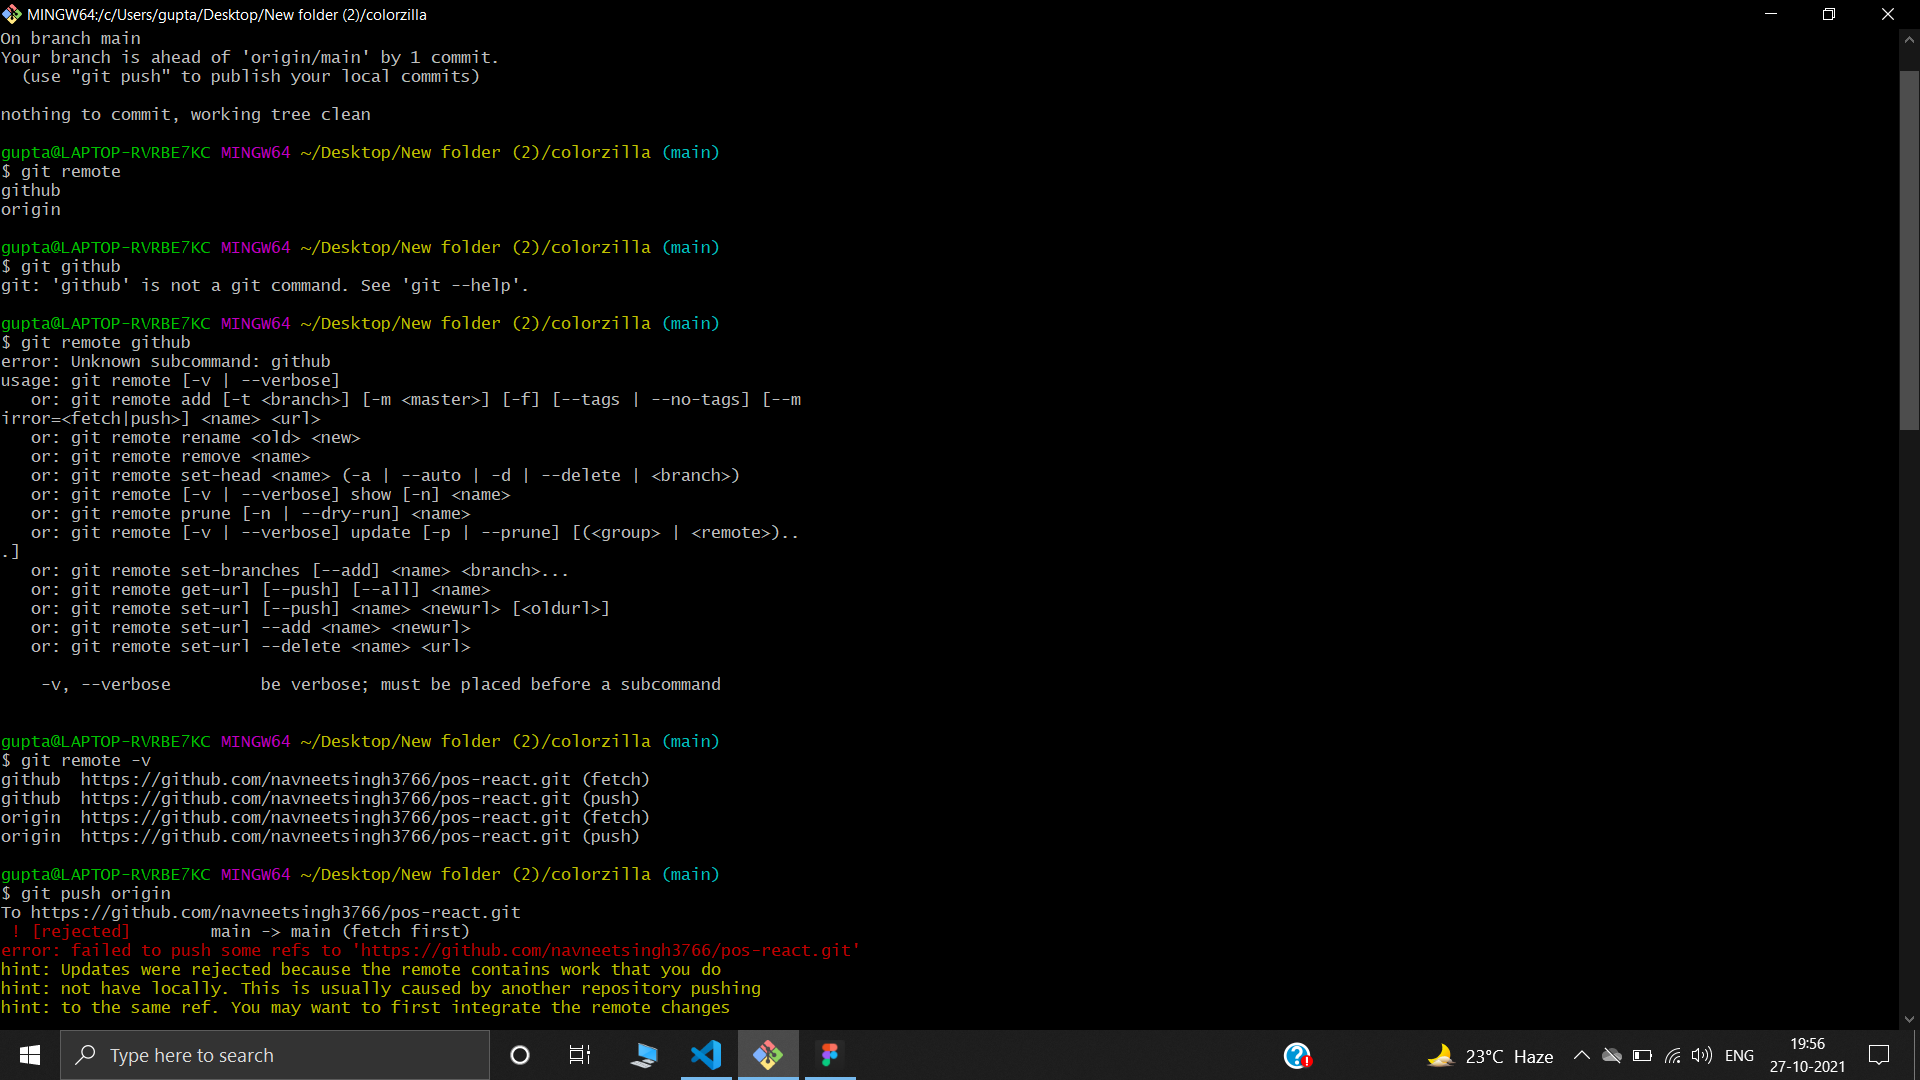 MINGW64:/c/Users/gupta/Desktop/New folder (2)/colorzilla
On branch main
Your branch is ahead of 'origin/main' by 1 commit.
  (use "git push" to publish your local commits)
nothing to commit, working tree clean
gupta@LAPTOP-RVRBE7KC MINGW64 ~/Desktop/New folder (2)/colorzilla (main)
$ git remote
github
origin
gupta@LAPTOP-RVRBE7KC MINGW64 ~/Desktop/New folder (2)/colorzilla (main)
$ git github
git: 'github' is not a git command. See 'git --help'.
gupta@LAPTOP-RVRBE7KC MINGW64 ~/Desktop/New folder (2)/colorzilla (main)
$ git remote github
error: Unknown subcommand: github
usage: git remote [-v | --verbose]
   or: git remote add [-t <branch>] [-m <master>] [-f] [--tags | --no-tags] [--m
irror=<fetch|push>] <name> <url>
   or: git remote rename <old> <new>
   or: git remote remove <name>
   or: git remote set-head <name> (-a | --auto | -d | --delete | <branch>)
   or: git remote [-v | --verbose] show [-n] <name>
   or: git remote prune [-n | --dry-run] <name>
   or: git remote [-v | --verbose] update [-p | --prune] [(<group> | <remote>)..
.]
   or: git remote set-branches [--add] <name> <branch>...
   or: git remote get-url [--push] [--all] <name>
   or: git remote set-url [--push] <name> <newurl> [<oldurl>]
   or: git remote set-url --add <name> <newurl>
   or: git remote set-url --delete <name> <url>
    -v, --verbose         be verbose; must be placed before a subcommand
gupta@LAPTOP-RVRBE7KC MINGW64 ~/Desktop/New folder (2)/colorzilla (main)
$ git remote -v
github  https://github.com/navneetsingh3766/pos-react.git (fetch)
github  https://github.com/navneetsingh3766/pos-react.git (push)
origin  https://github.com/navneetsingh3766/pos-react.git (fetch)
origin  https://github.com/navneetsingh3766/pos-react.git (push)
gupta@LAPTOP-RVRBE7KC MINGW64 ~/Desktop/New folder (2)/colorzilla (main)
$ git push origin
To https://github.com/navneetsingh3766/pos-react.git
 ! [rejected]        main -> main (fetch first)
error: failed to push some refs to 'https://github.com/navneetsingh3766/pos-react.git'
hint: Updates were rejected because the remote contains work that you do
hint: not have locally. This is usually caused by another repository pushing
hint: to the same ref. You may want to first integrate the remote changes
Type here to search
23°C Haze
ENG
19:56
27-10-2021